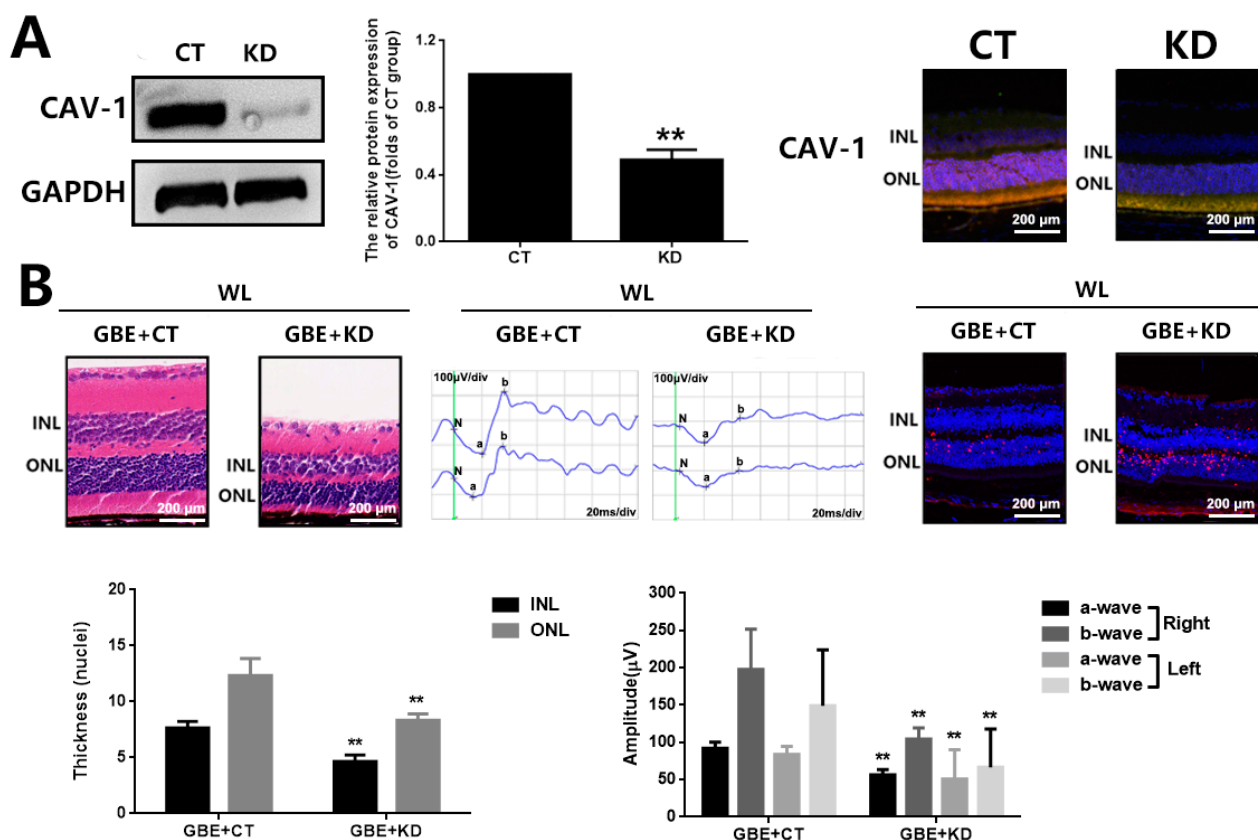 A
CT KD
CAV-1
GAPDH
The relative protein expression
of CAV-1(folds of CT group)
1.2
0.8
0.4
0.0
CT KD
**
CT KD
CAV-1
INL
ONL
200 μm
INL
ONL
200 μm
B
WL
GBE+CT GBE+KD
INL
ONL
200 μm
INL
ONL
200 μm
WL
GBE+CT GBE+KD
100μV/div
N a b
N a b
20ms/div
100μV/div
N a b
N a b
20ms/div
WL
GBE+CT GBE+KD
INL
ONL
200 μm
INL
ONL
200 μm
Thickness (nuclei)
20
15
10
5
0
** **
GBE+CT GBE+KD
INL
ONL
Amplitude(μV)
300
250
200
150
100
50
0
** ** ** **
GBE+CT GBE+KD
a-wave
b-wave
Right
a-wave
b-wave
Left